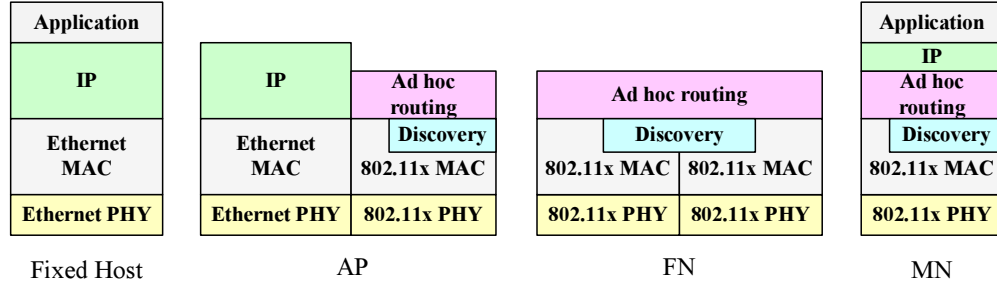 Application
IP
Ethernet
MAC
Ethernet PHY
Fixed Host
IP
Ad hoc
routing
Discovery
Ethernet
MAC
802.11x MAC
Ethernet PHY
802.11x PHY
AP
Ad hoc routing
Discovery
802.11x MAC
802.11x MAC
802.11x PHY
802.11x PHY
FN
Application
IP
Ad hoc
routing
Discovery
802.11x MAC
802.11x PHY
MN